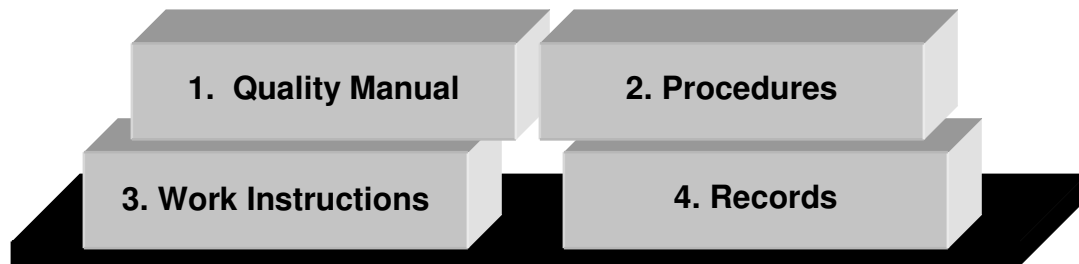 1. Quality Manual
2. Procedures
3. Work Instructions
4. Records